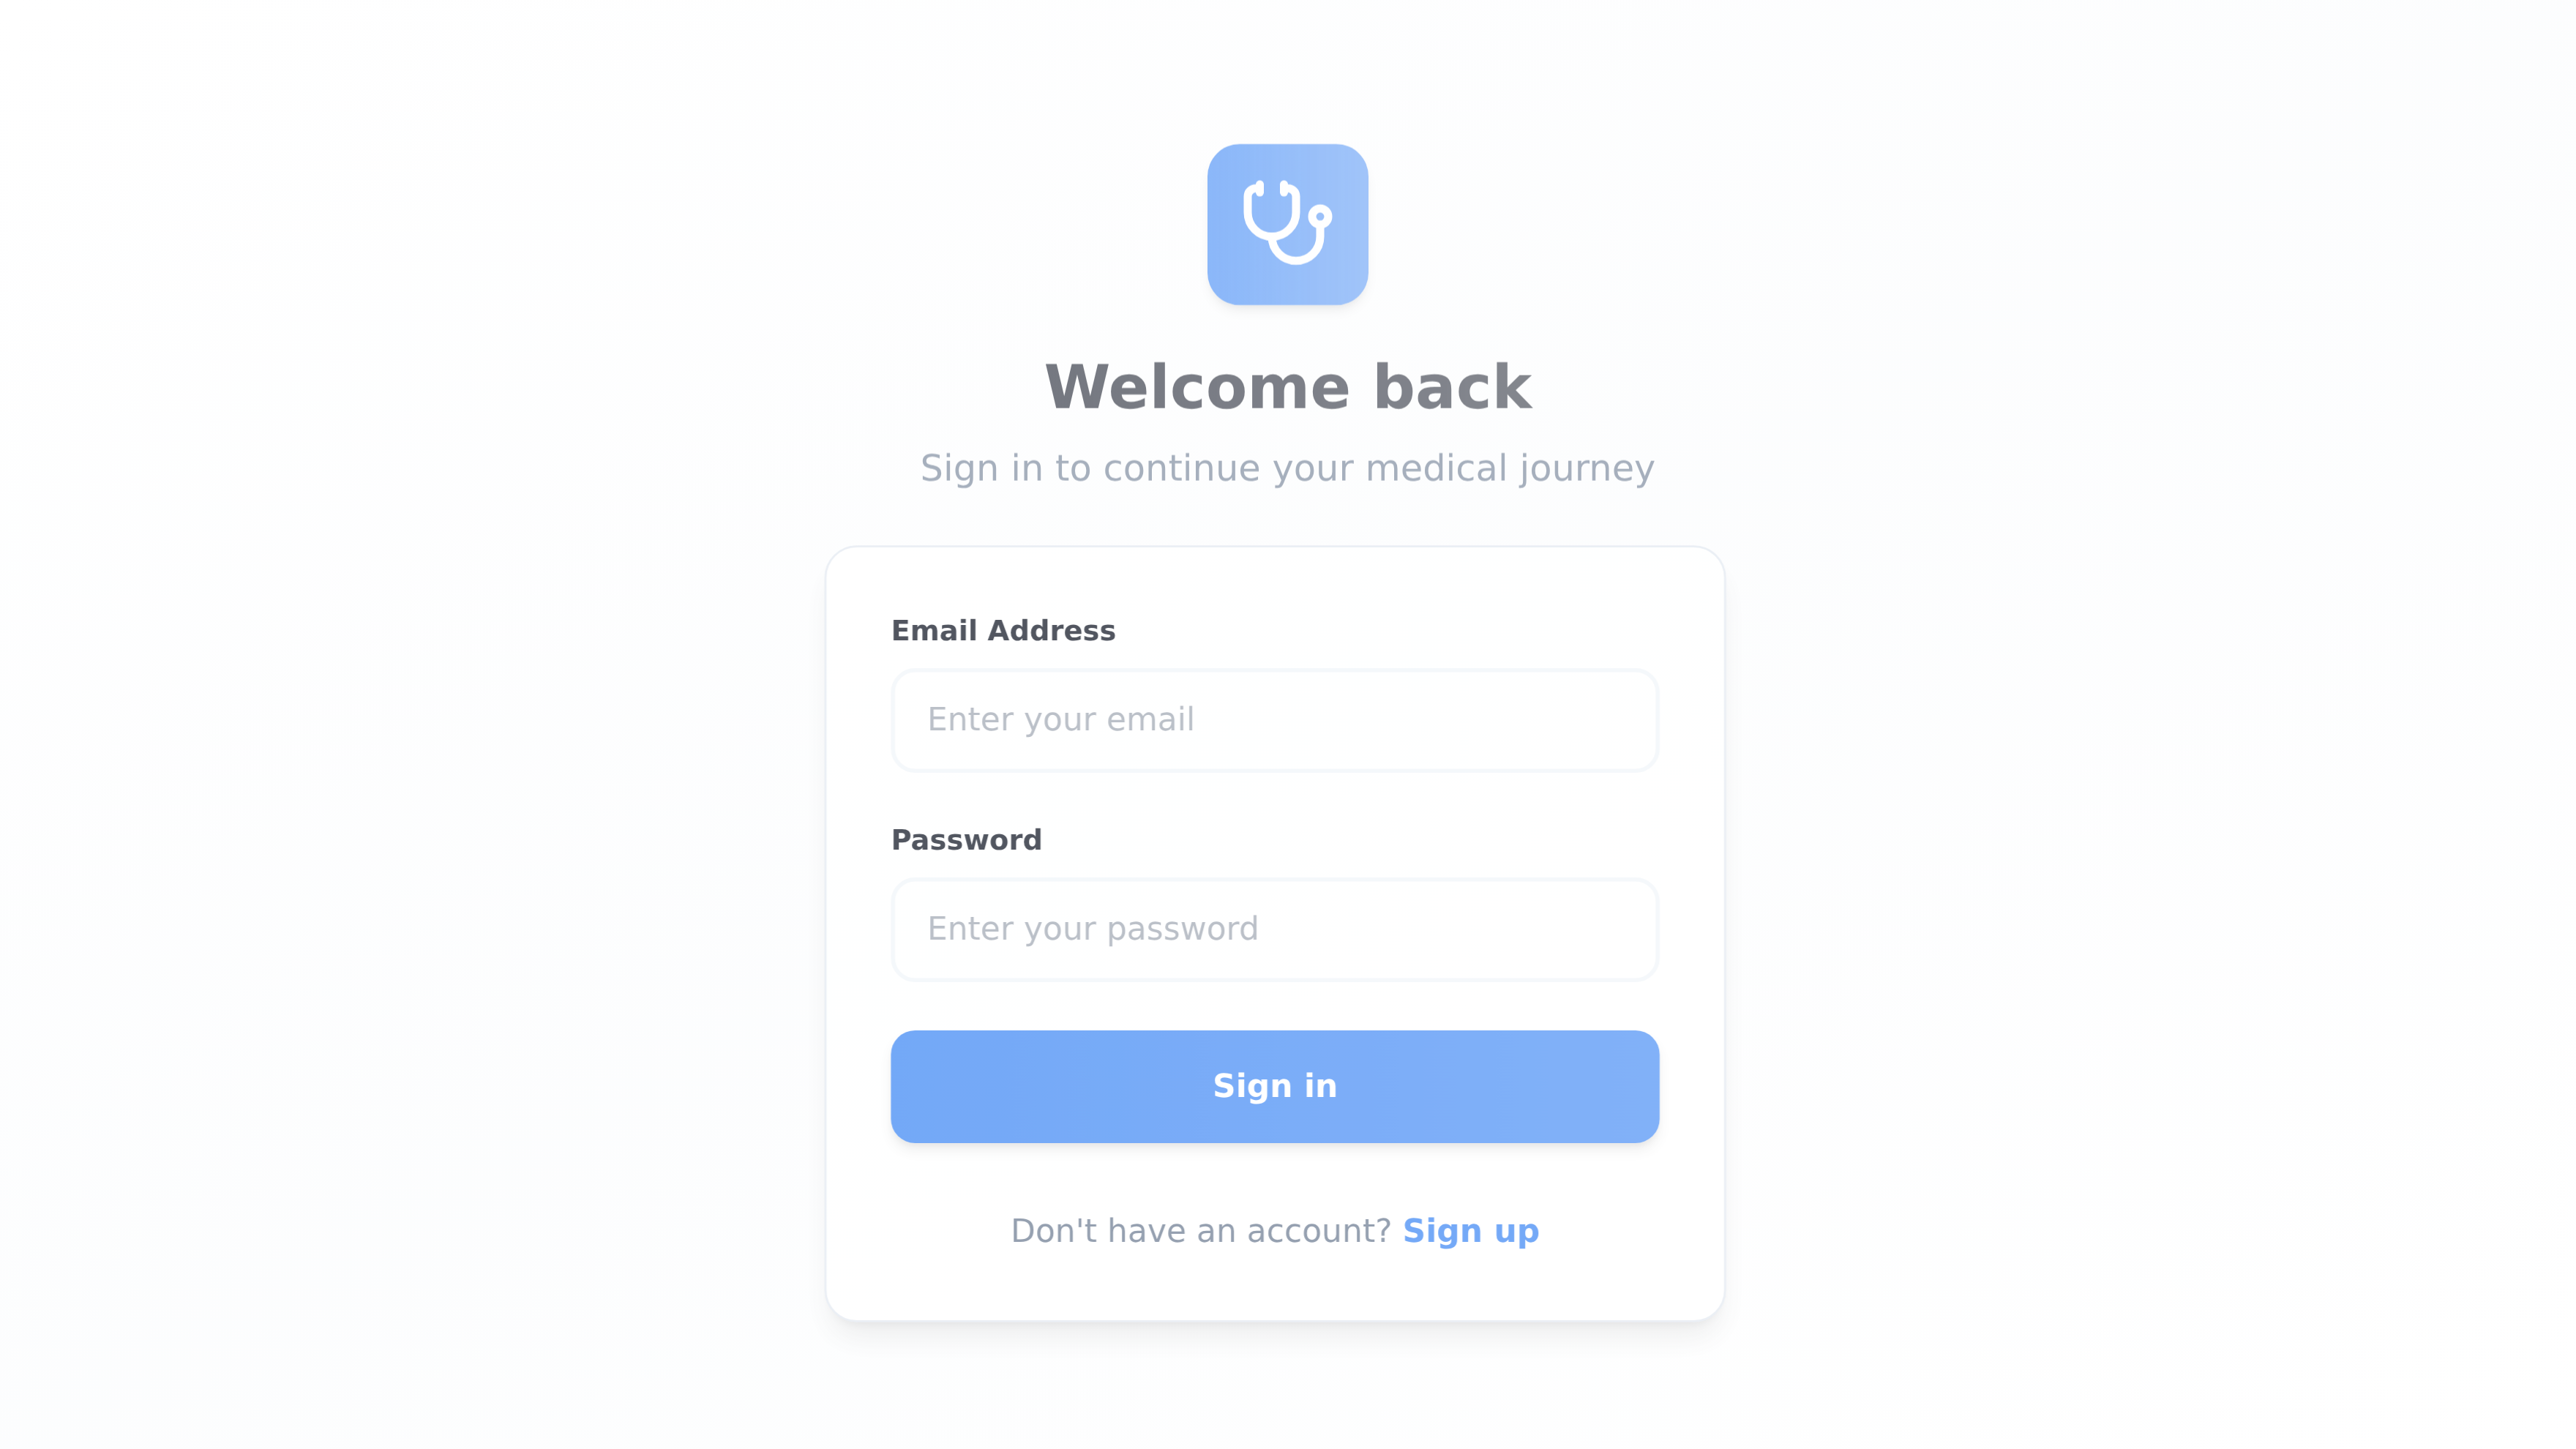 Welcome back
Sign in to continue your medical journey
Email Address
Enter your email
Password
Enter your password
Sign in
Don't have an account? Sign up